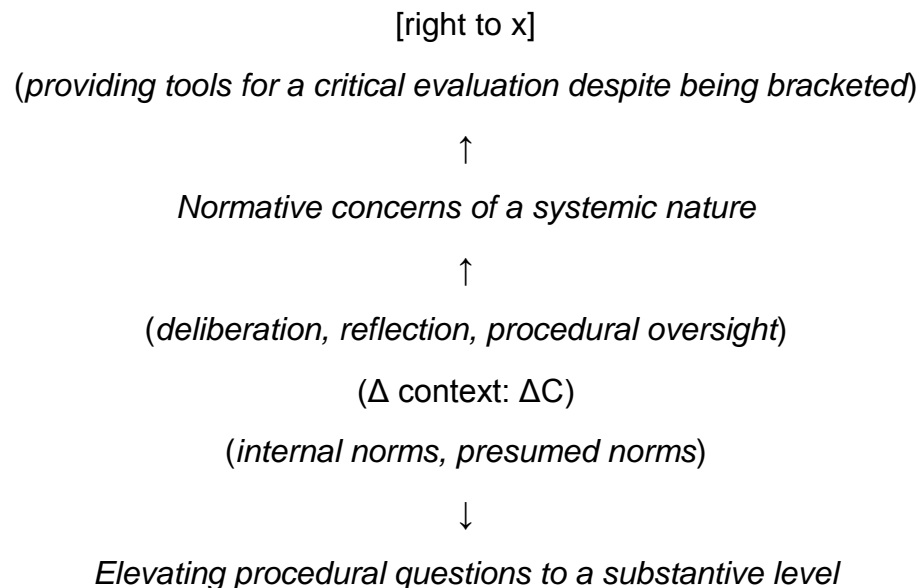 [right to x]
(providing tools for a critical evaluation despite being bracketed)
↑
Normative concerns of a systemic nature
↑
(deliberation, reflection, procedural oversight)
(Δ context: ΔC)
(internal norms, presumed norms)
↓
Elevating procedural questions to a substantive level